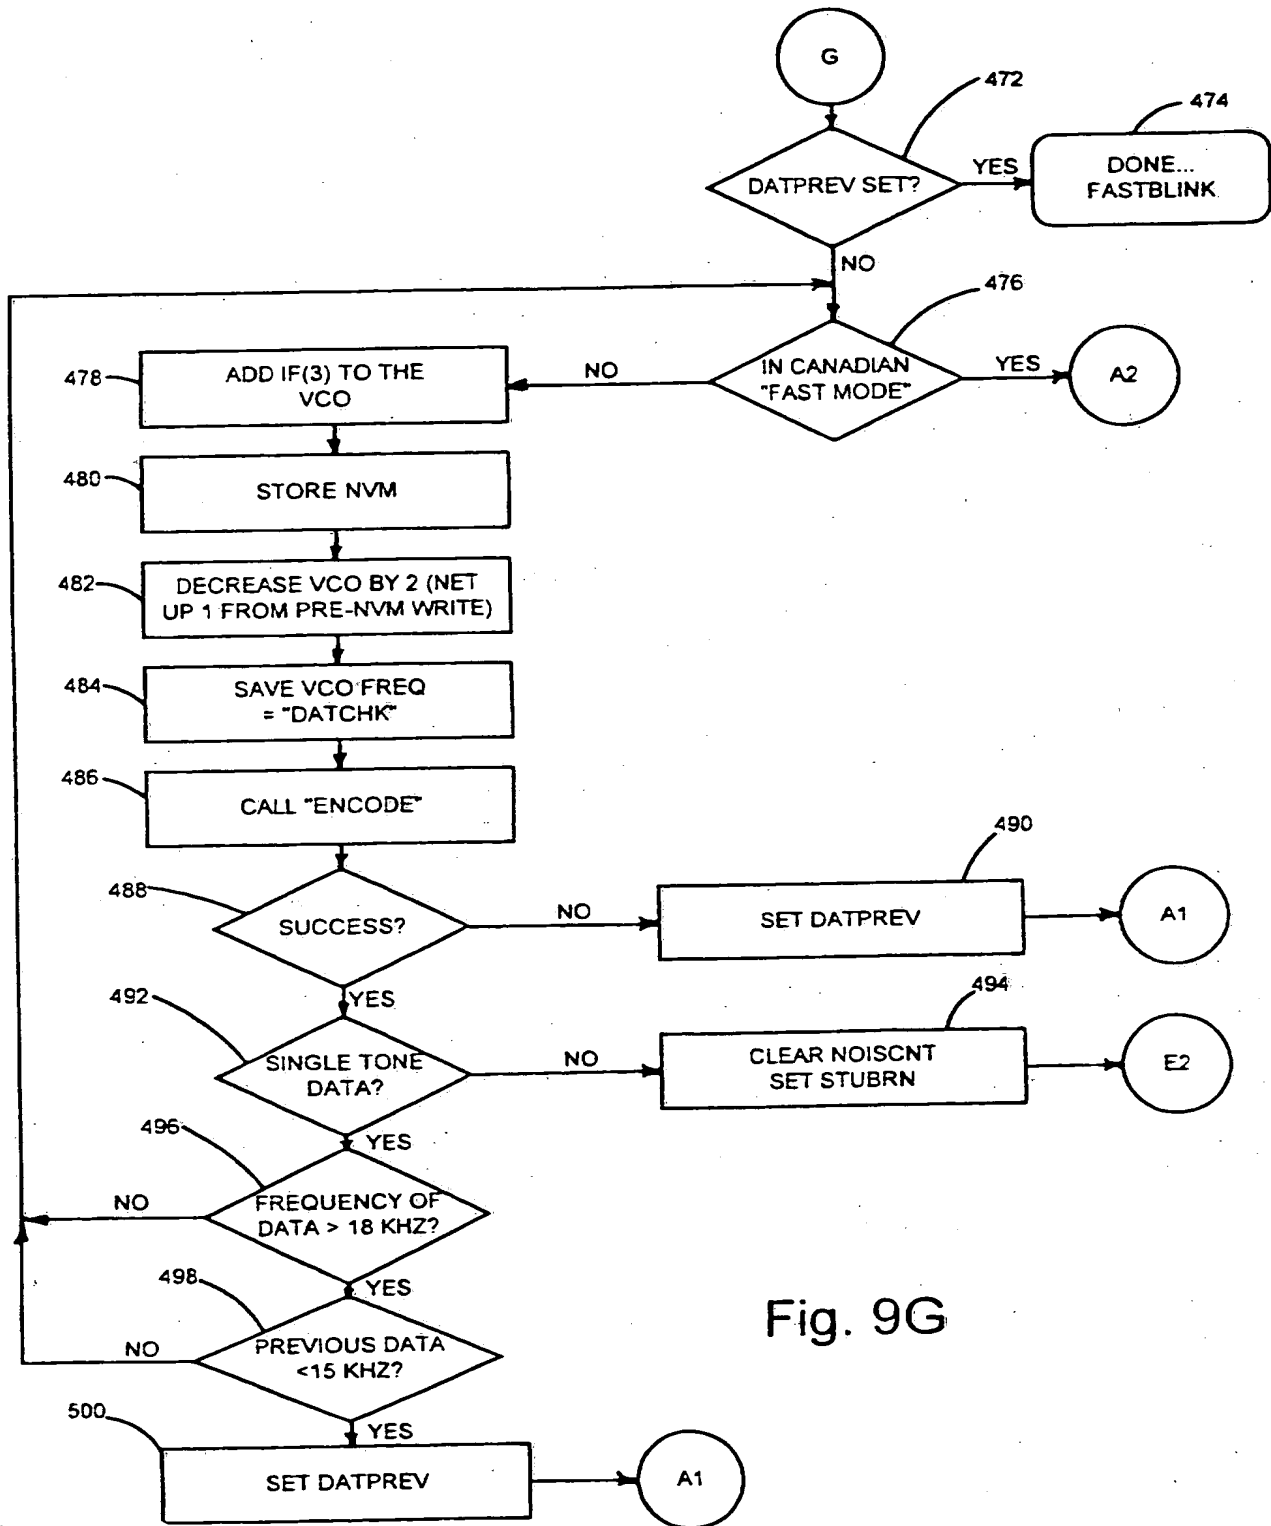 G
472
474
DATPREV SET?
YES
DONE...
FASTBLINK
NO
476
478
ADD IF(3) TO THE
VCO
NO
IN CANADIAN
"FAST MODE"
YES
A2
480
STORE NVM
482
DECREASE VCO BY 2 (NET
UP 1 FROM PRE-NVM WRITE)
484
SAVE VCO FREQ
= "DATCHK"
486
CALL "ENCODE"
490
488
SUCCESS?
NO
SET DATPREV
A1
YES
492
494
SINGLE TONE
DATA?
NO
CLEAR NOISCNT
SET STUBRN
E2
YES
496
NO
FREQUENCY OF
DATA > 18 KHZ?
YES
498
NO
PREVIOUS DATA
<15 KHZ?
Fig. 9G
YES
500
SET DATPREV
A1